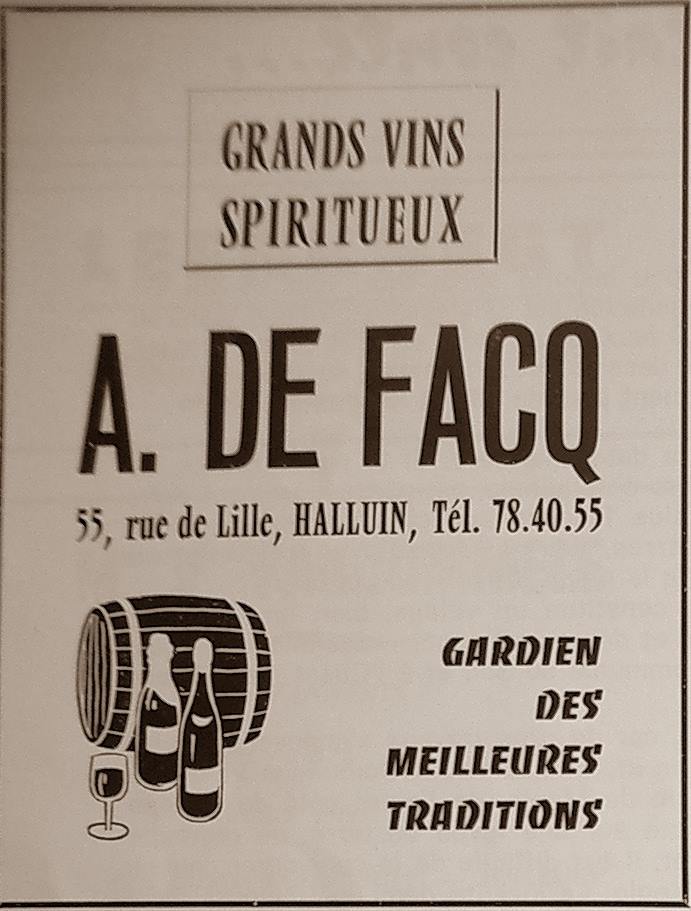 GRANDS VINS
SPIRITUEUX
A. DE FACQ
55, rue de Lille, HALLUIN, Tél. 78.40.55
GARDIEN
DES
MEILLEURES
TRADITIONS